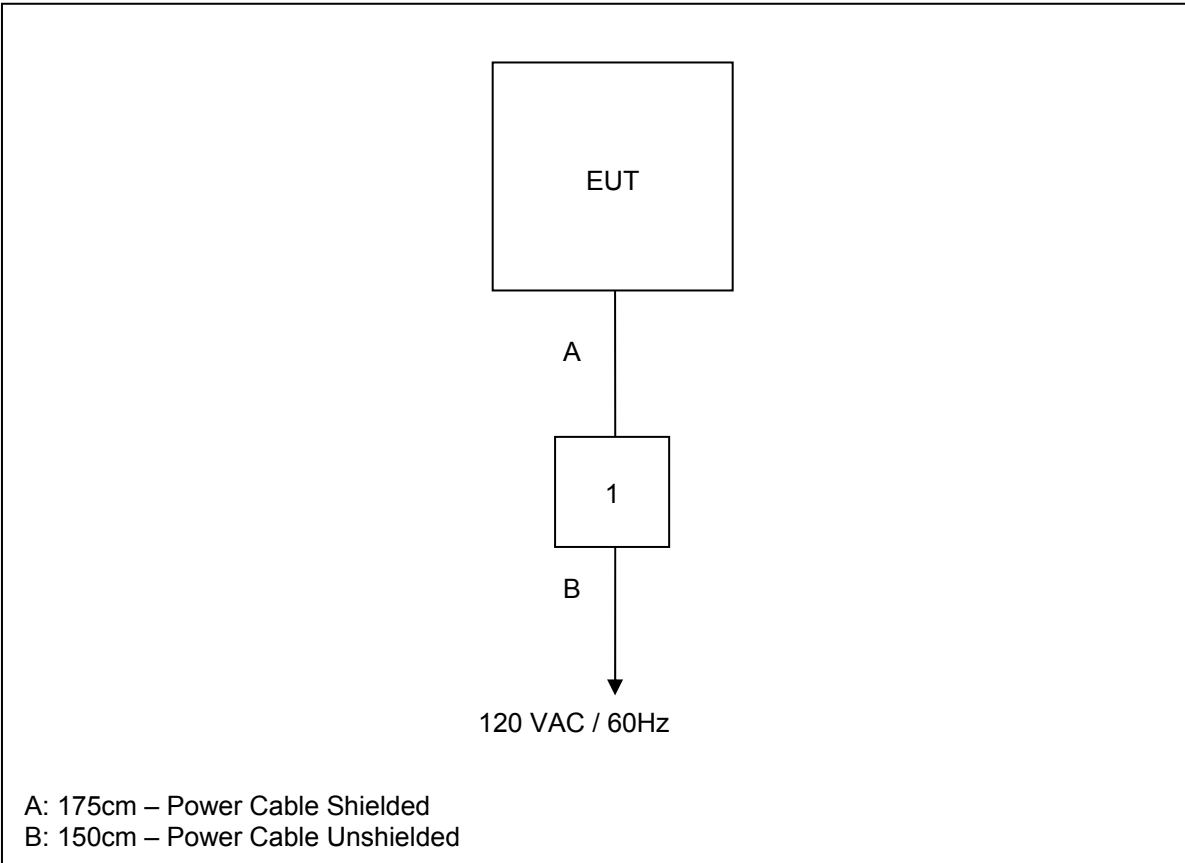 EUT
A
1
B
120 VAC / 60Hz
A: 175cm – Power Cable Shielded
B: 150cm – Power Cable Unshielded